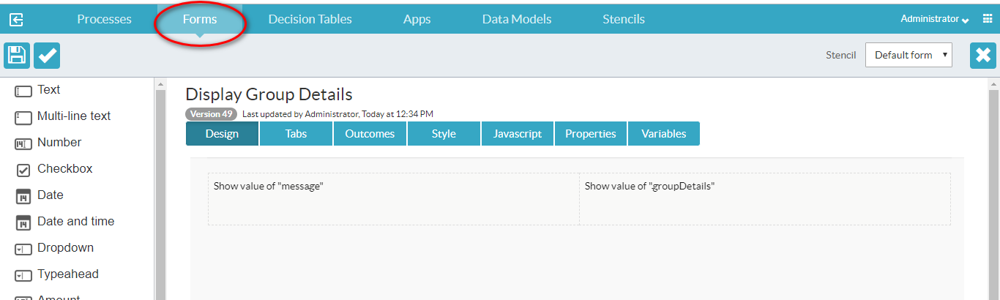 Processes Forms Decision Tables Apps Data Models Stencils Administrator
Stencil Default form
Text
Multi-line text
Number
Checkbox
Date
Date and time
Dropdown
Typeahead
Amount
Display Group Details
Version 49 Last updated by Administrator, Today at 12:34 PM
Design Tabs Outcomes Style Javascript Properties Variables
Show value of "message" Show value of "groupDetails"